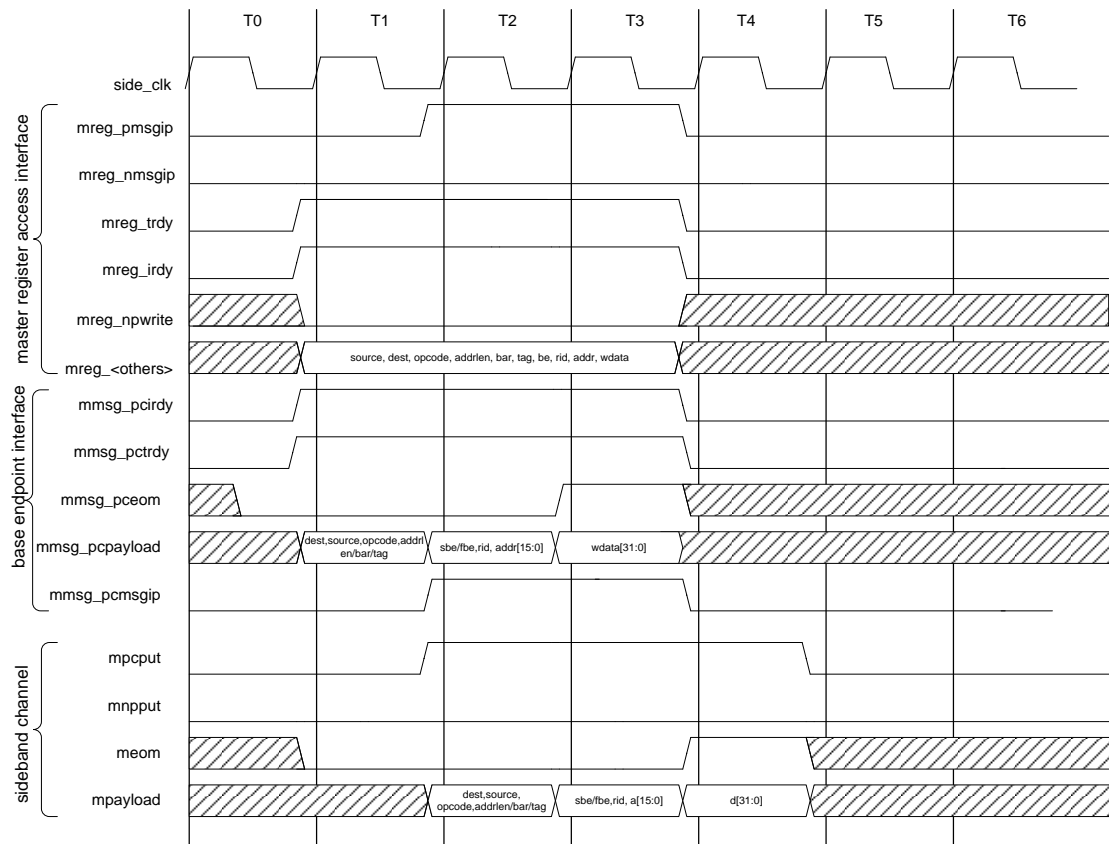 T0 T1 T2 T3 T4 T5 T6
side_clk
master register access interface
mreg_pmsgip
mreg_nmsgip
mreg_trdy
mreg_irdy
mreg_npwrite
mreg_<others>
source, dest, opcode, addrlen, bar, tag, be, rid, addr, wdata
base endpoint interface
mmsg_pcirdy
mmsg_pctrdy
mmsg_pceom
mmsg_pcpayload
dest,source,opcode,addrl
en/bar/tag
sbe/fbe,rid, addr[15:0]
wdata[31:0]
mmsg_pcmsgip
sideband channel
mpcput
mnpput
meom
mpayload
dest,source,
opcode,addrlen/bar/tag
sbe/fbe,rid, a[15:0]
d[31:0]